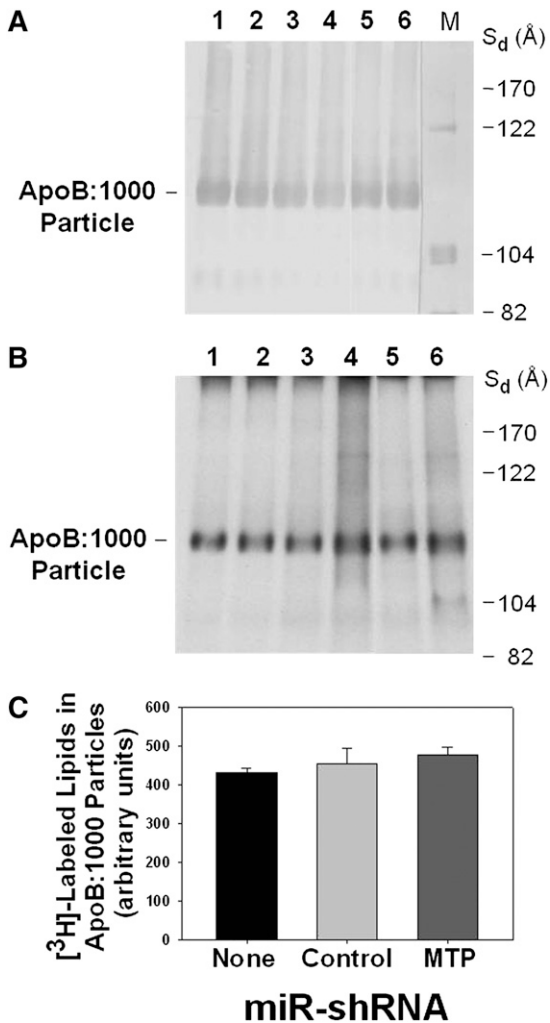 A
1 2 3 4 5 6 M
Sd (Å)
170
122
ApoB:1000
Particle
104
82
B
1 2 3 4 5 6
Sd (Å)
170
122
ApoB:1000
Particle
104
82
C
[3H]-Labeled Lipids in
ApoB:1000 Particles
(arbitrary units)
600
500
400
300
200
100
0
None Control MTP
miR-shRNA